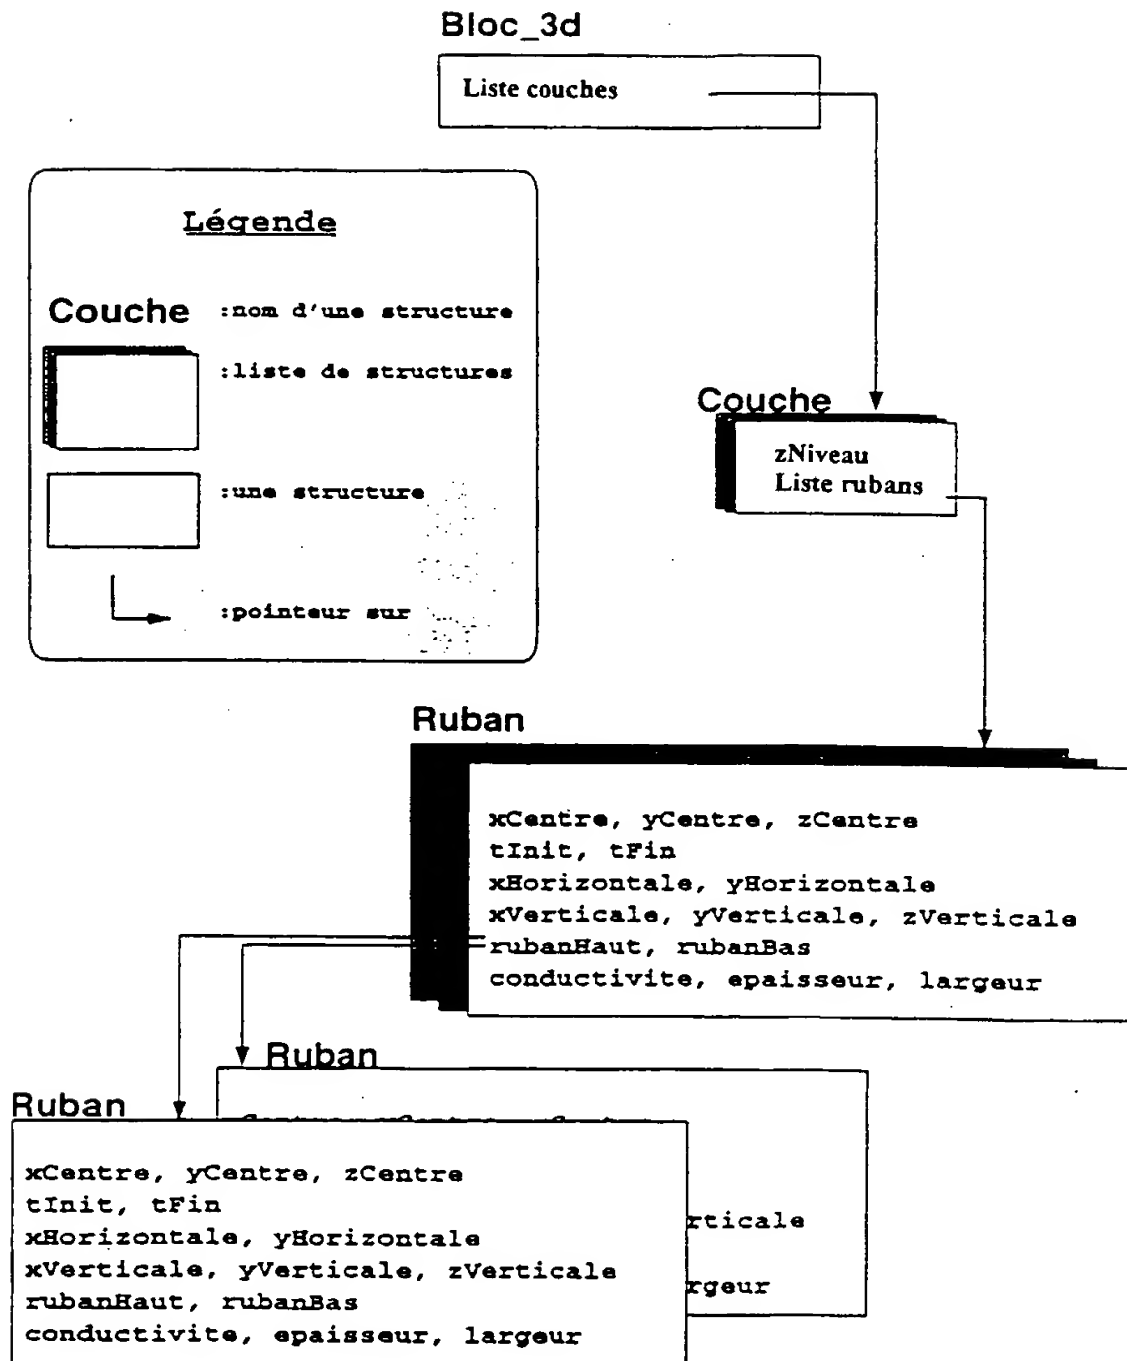 Bloc_3d
Liste couches
Légende
Couche :nom d'une structure
:liste de structures
:une structure
:pointeur sur
Couche
zNiveau
Liste rubans
Ruban
xCentre, yCentre, zCentre
tInit, tFin
xHorizontale, yHorizontale
xVerticale, yVerticale, zVerticale
rubanHaut, rubanBas
conductivite, epaisseur, largeur
Ruban
rticale
rgeur
Ruban
xCentre, yCentre, zCentre
tInit, tFin
xHorizontale, yHorizontale
xVerticale, yVerticale, zVerticale
rubanHaut, rubanBas
conductivite, epaisseur, largeur